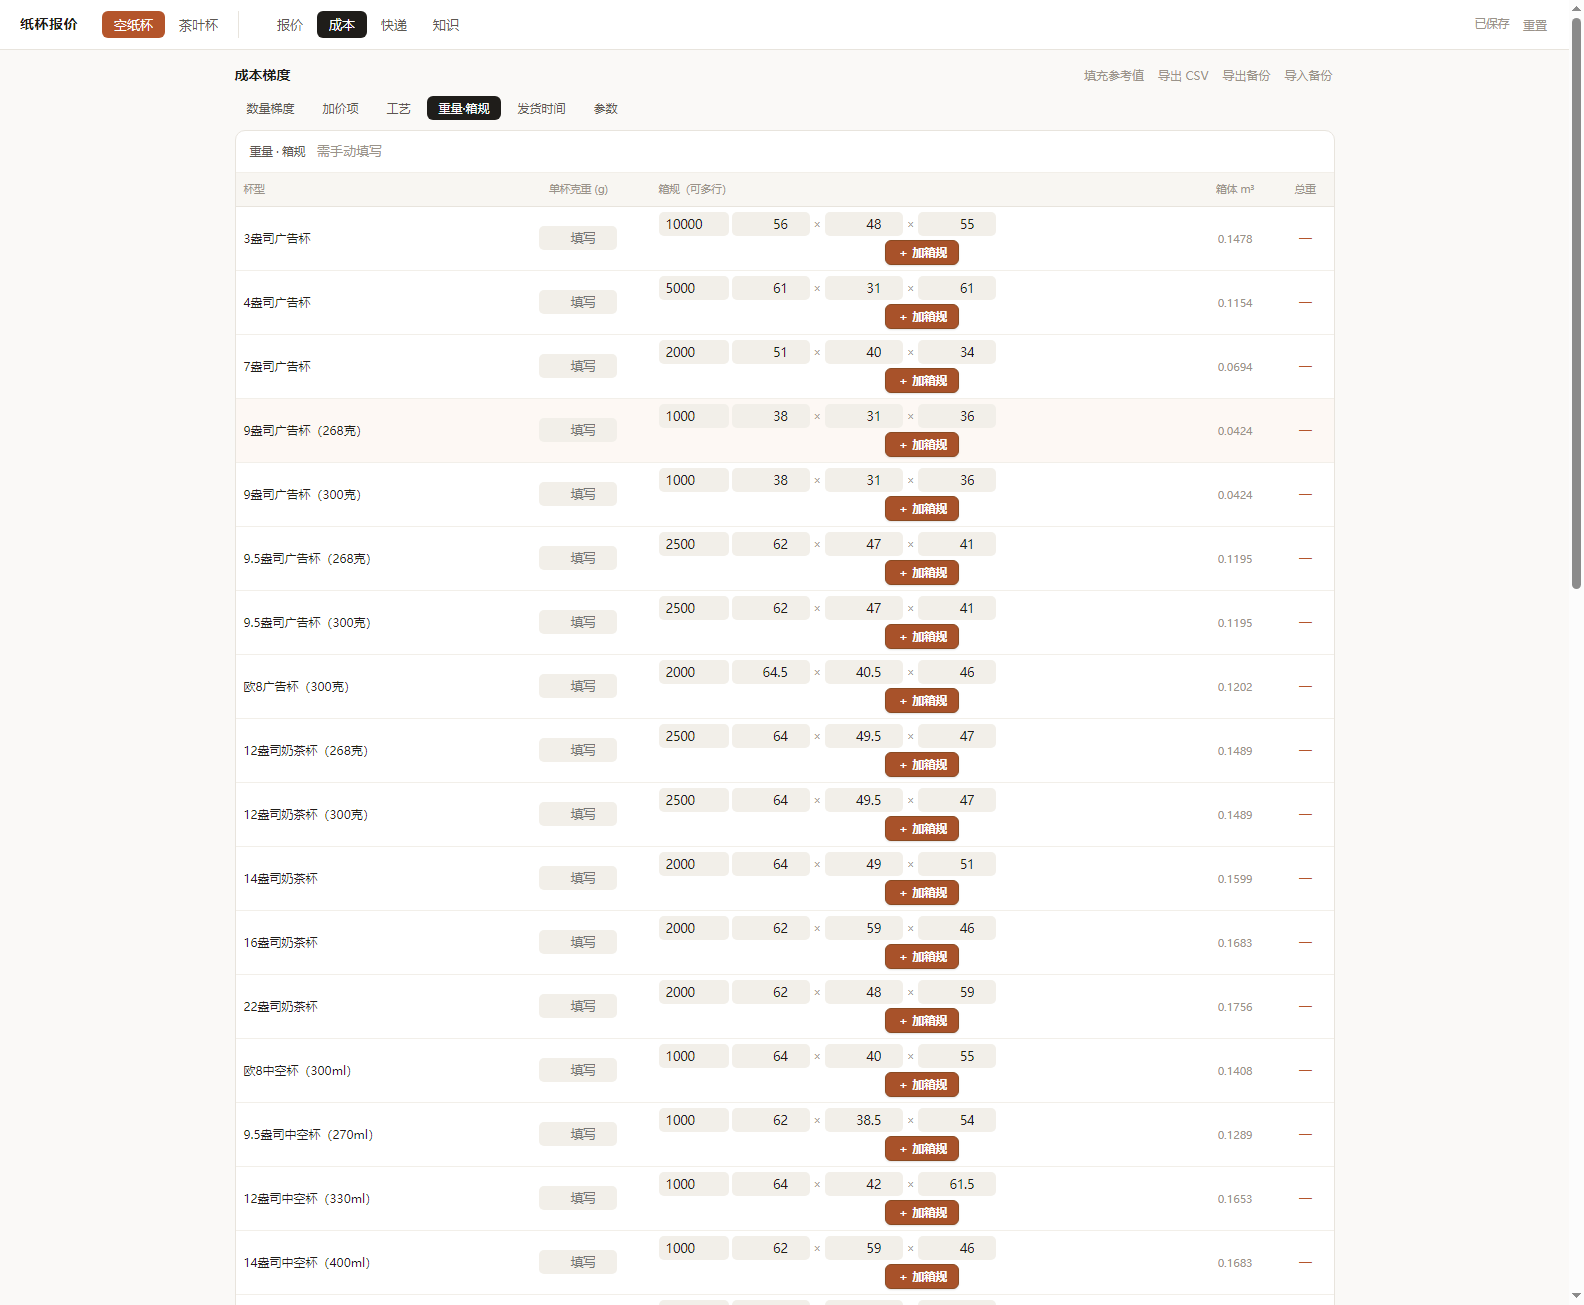 纸杯报价 空纸杯 茶叶杯 报价 成本 快递 知识 已保存 重置
成本梯度 填充参考值 导出 CSV 导出备份 导入备份
数量梯度 加价项 工艺 重量·箱规 发货时间 参数
重量 · 箱规 需手动填写
杯型 单杯克重 (g) 箱规（可多行） 箱体 m³ 总重
10000 56 × 48 × 55
3盎司广告杯 填写 0.1478 —
+ 加箱规
5000 61 × 31 × 61
4盎司广告杯 填写 0.1154 —
+ 加箱规
2000 51 × 40 × 34
7盎司广告杯 填写 0.0694 —
+ 加箱规
1000 38 × 31 × 36
9盎司广告杯（268克） 填写 0.0424 —
+ 加箱规
1000 38 × 31 × 36
9盎司广告杯（300克） 填写 0.0424 —
+ 加箱规
2500 62 × 47 × 41
9.5盎司广告杯（268克） 填写 0.1195 —
+ 加箱规
2500 62 × 47 × 41
9.5盎司广告杯（300克） 填写 0.1195 —
+ 加箱规
2000 64.5 × 40.5 × 46
欧8广告杯（300克） 填写 0.1202 —
+ 加箱规
2500 64 × 49.5 × 47
12盎司奶茶杯（268克） 填写 0.1489 —
+ 加箱规
2500 64 × 49.5 × 47
12盎司奶茶杯（300克） 填写 0.1489 —
+ 加箱规
2000 64 × 49 × 51
14盎司奶茶杯 填写 0.1599 —
+ 加箱规
2000 62 × 59 × 46
16盎司奶茶杯 填写 0.1683 —
+ 加箱规
2000 62 × 48 × 59
22盎司奶茶杯 填写 0.1756 —
+ 加箱规
1000 64 × 40 × 55
欧8中空杯（300ml） 填写 0.1408 —
+ 加箱规
1000 62 × 38.5 × 54
9.5盎司中空杯（270ml） 填写 0.1289 —
+ 加箱规
1000 64 × 42 × 61.5
12盎司中空杯（330ml） 填写 0.1653 —
+ 加箱规
1000 62 × 59 × 46
14盎司中空杯（400ml） 填写 0.1683 —
+ 加箱规